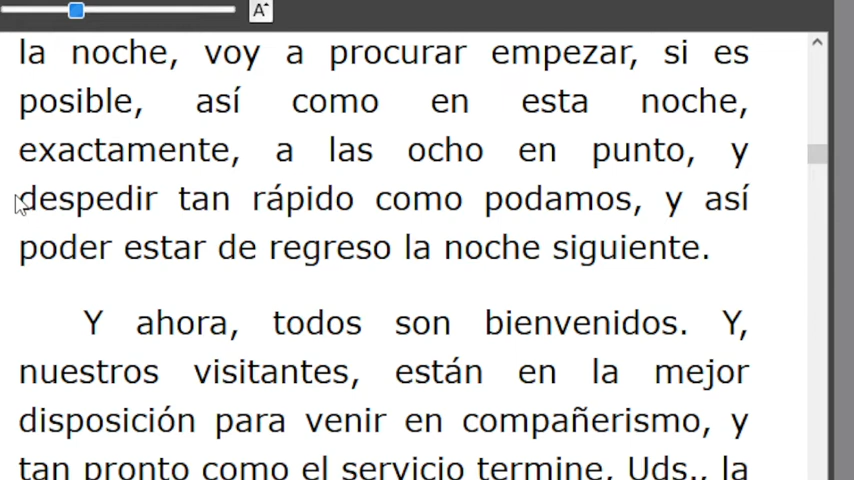 A
la noche, voy a procurar empezar, si es
posible, así como en esta noche,
exactamente, a las ocho en punto, y
despedir tan rápido como podamos, y así
poder estar de regreso la noche siguiente.
Y ahora, todos son bienvenidos. Y,
nuestros visitantes, están en la mejor
disposición para venir en compañerismo, y
tan pronto como el servicio termine, Uds., la